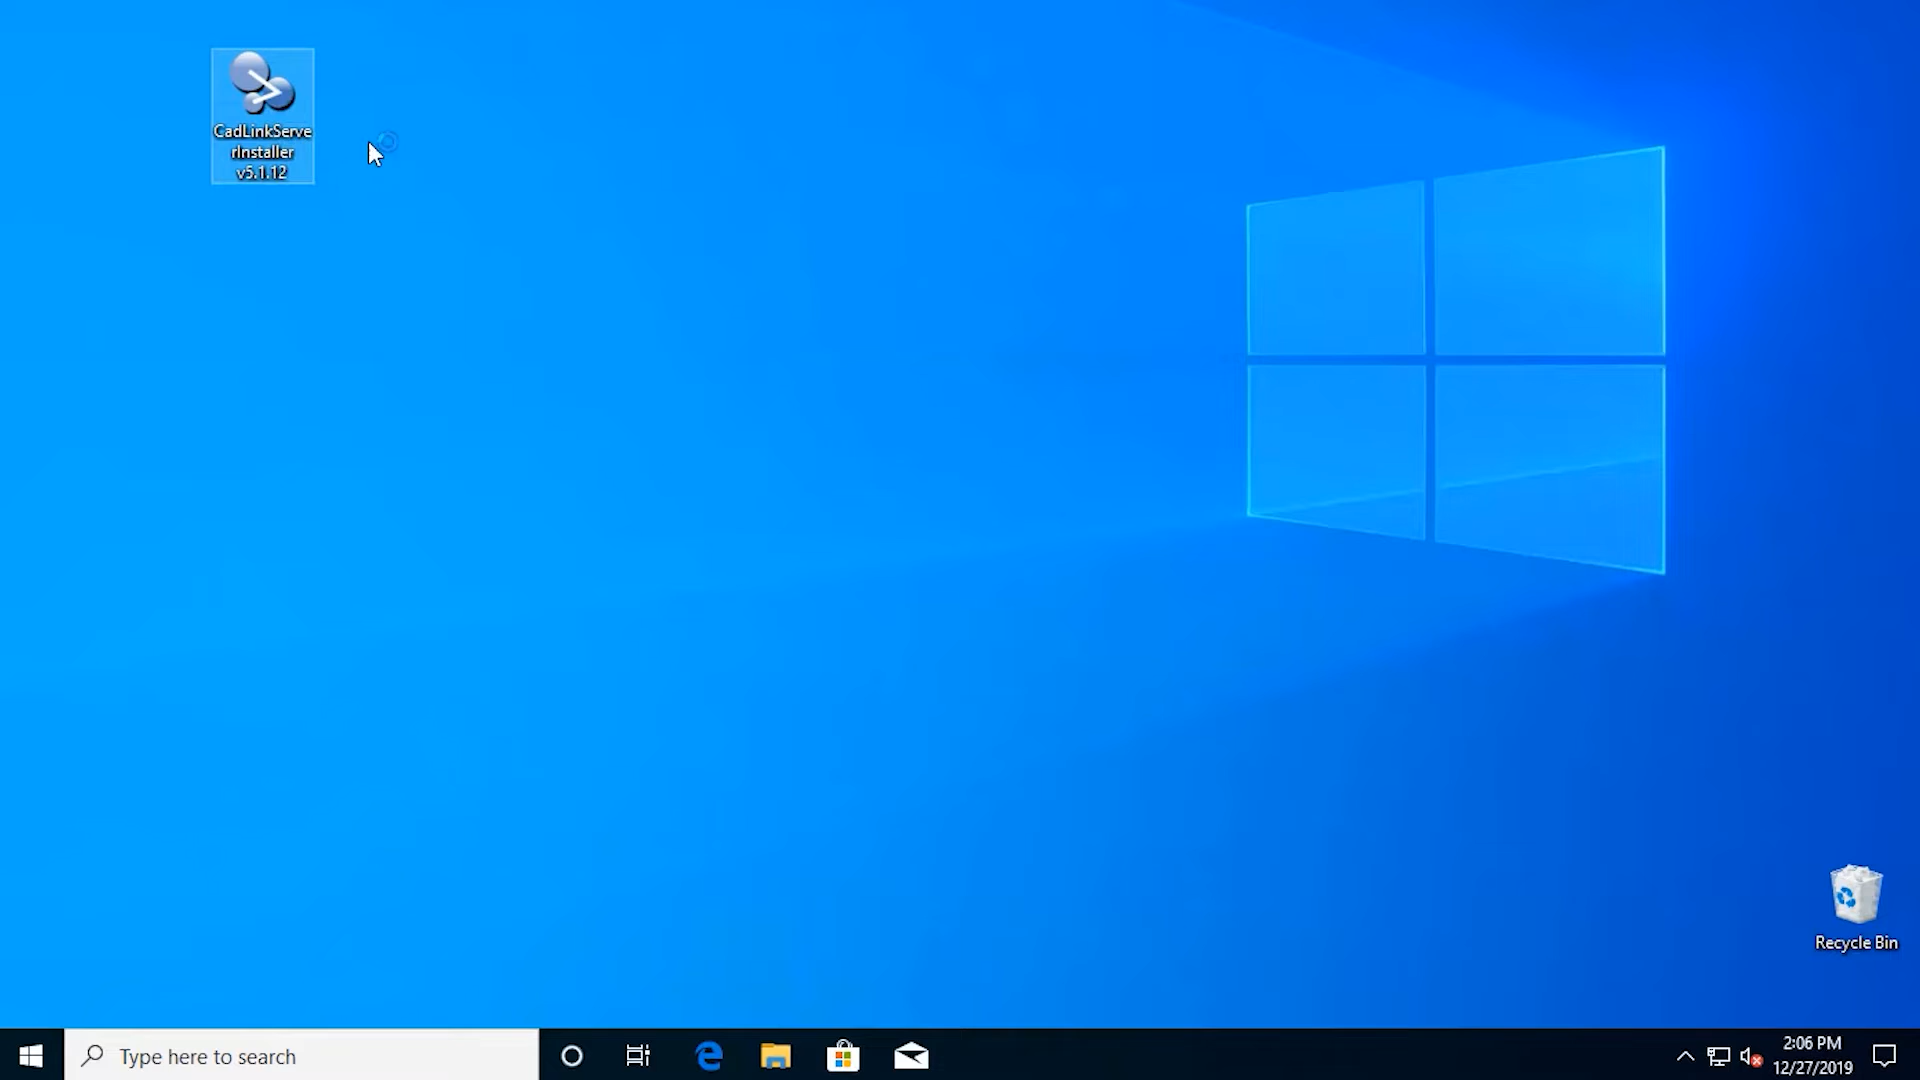 CadLinkServe
rInstaller
v5.1.12
Recycle Bin
Type here to search
2:06 PM
12/27/2019